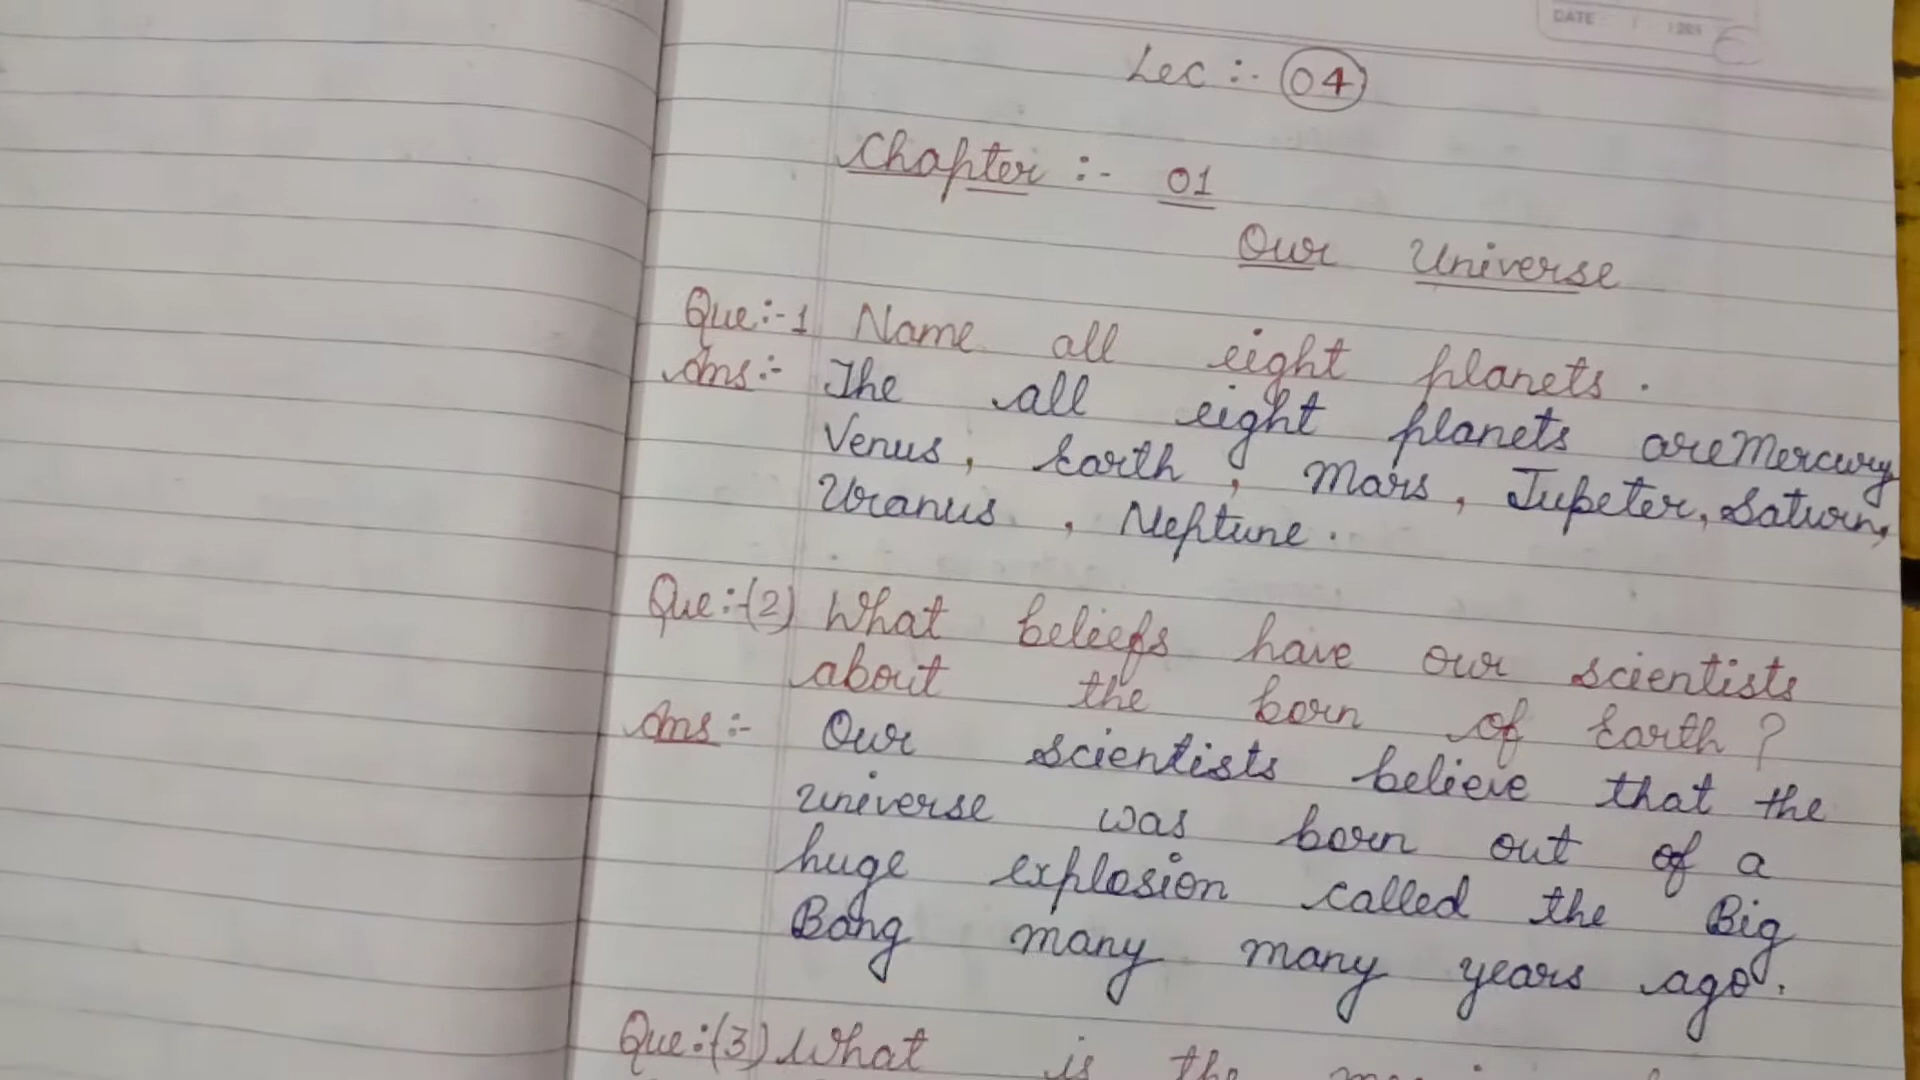 DATE
Lec :- 04
Chapter :- 01
Our Universe
Que:-1 Name all eight planets.
Ans:- The all eight planets are Mercury
Venus, Earth, Mars, Jupeter, Saturn,
Uranus, Neptune.
Que:-(2) What beliefs have our scientists
about the born of Earth?
Ans:- Our scientists believe that the
universe was born out of a
huge explosion called the Big
Bang many many years ago.
Que:-(3) What is the